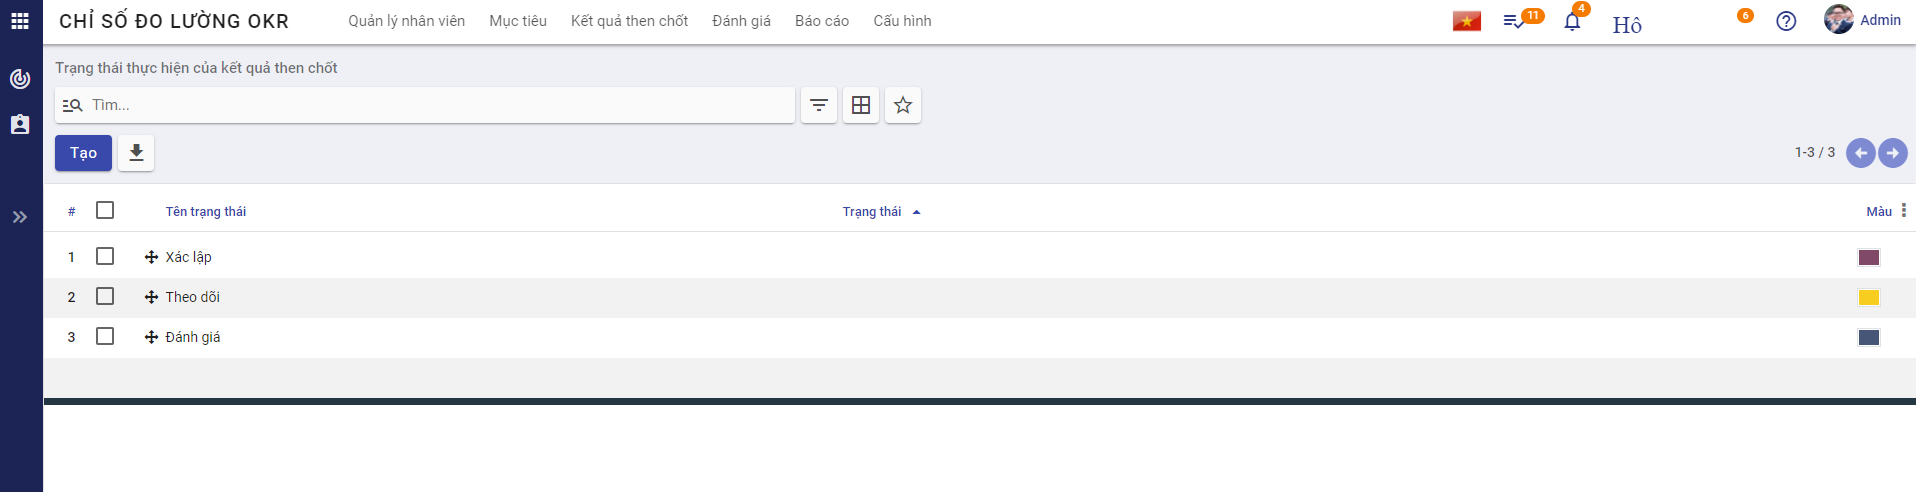 CHỈ SỐ ĐO LƯỜNG OKR Quản lý nhân viên Mục tiêu Kết quả then chốt Đánh giá Báo cáo Cấu hình 11 4 Hô 6 Admin
Trạng thái thực hiện của kết quả then chốt
Tìm...
Tạo 1-3 / 3
# Tên trạng thái Trạng thái Màu
1 Xác lập
2 Theo dõi
3 Đánh giá